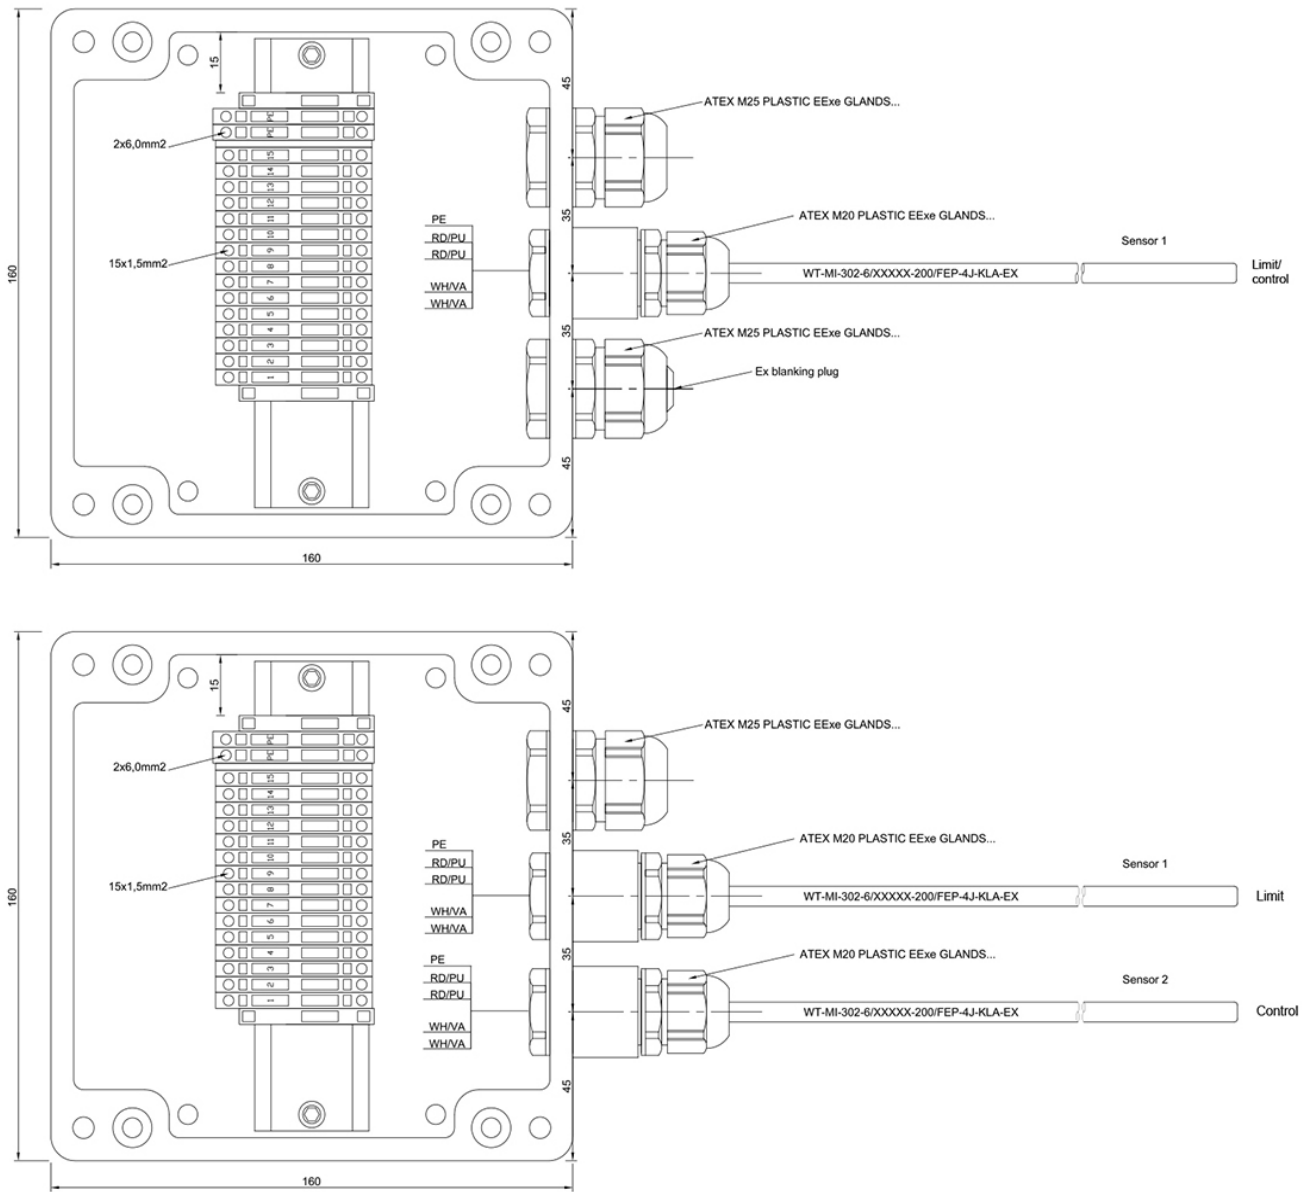 15
45
ATEX M25 PLASTIC EExe GLANDS...
PE
PE
2x6,0mm2
15
14
13
12
11
10
9
8
7
6
5
4
3
2
1
15x1,5mm2
35
PE
RD/PU
RD/PU
WH/VA
WH/VA
ATEX M20 PLASTIC EExe GLANDS...
Sensor 1
WT-MI-302-6/XXXXX-200/FEP-4J-KLA-EX
Limit/
control
160
35
ATEX M25 PLASTIC EExe GLANDS...
Ex blanking plug
45
160
15
45
ATEX M25 PLASTIC EExe GLANDS...
PE
PE
2x6,0mm2
15
14
13
12
11
10
9
8
7
6
5
4
3
2
1
15x1,5mm2
35
PE
RD/PU
RD/PU
WH/VA
WH/VA
ATEX M20 PLASTIC EExe GLANDS...
Sensor 1
WT-MI-302-6/XXXXX-200/FEP-4J-KLA-EX
Limit
160
35
PE
RD/PU
RD/PU
WH/VA
WH/VA
ATEX M20 PLASTIC EExe GLANDS...
Sensor 2
WT-MI-302-6/XXXXX-200/FEP-4J-KLA-EX
Control
45
160